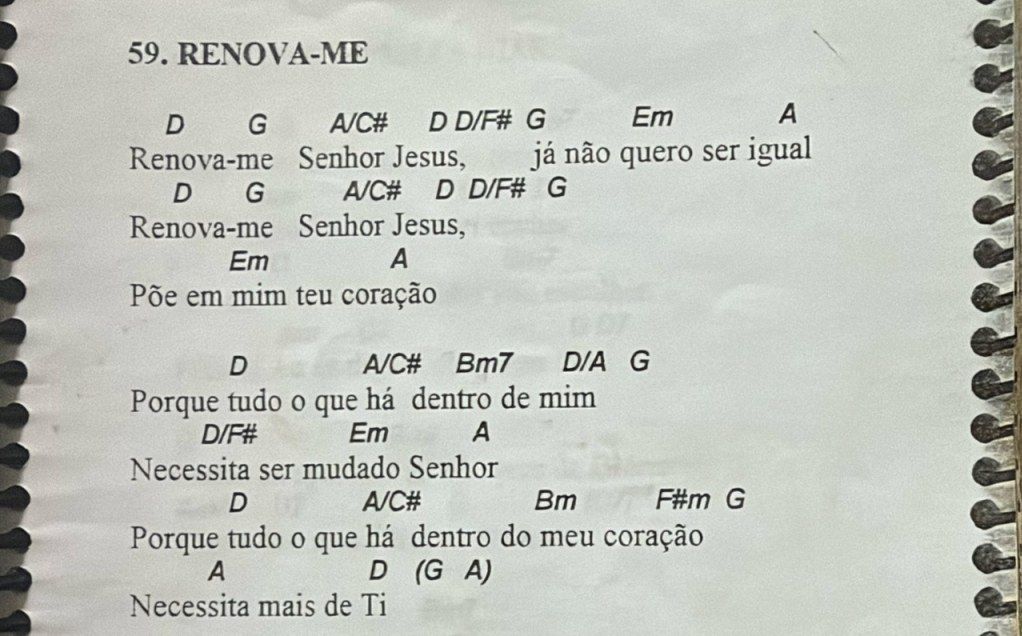 59. RENOVA-ME
D G A/C# D D/F# G Em A
Renova-me Senhor Jesus, já não quero ser igual
D G A/C# D D/F# G
Renova-me Senhor Jesus,
Em A
Põe em mim teu coração
D A/C# Bm7 D/A G
Porque tudo o que há dentro de mim
D/F# Em A
Necessita ser mudado Senhor
D A/C# Bm F#m G
Porque tudo o que há dentro do meu coração
A D (G A)
Necessita mais de Ti